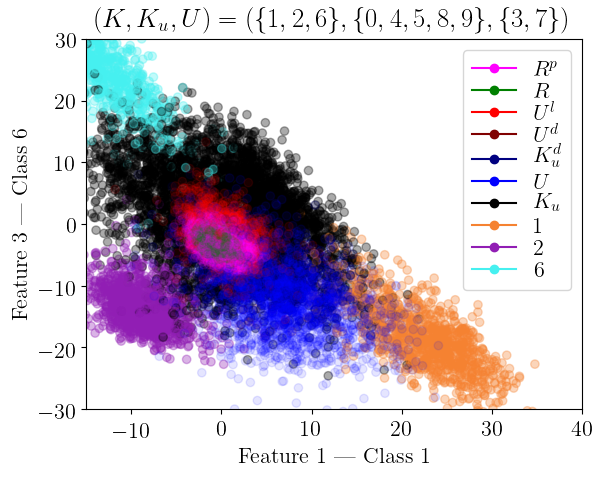 (K, K_u, U) = ({1, 2, 6}, {0, 4, 5, 8, 9}, {3, 7})
30
20
10
0
−10
−20
−30
−10
0
10
20
30
40
Feature 3 — Class 6
Feature 1 — Class 1
R^p
R
U^l
U^d
K_u^d
U
K_u
1
2
6